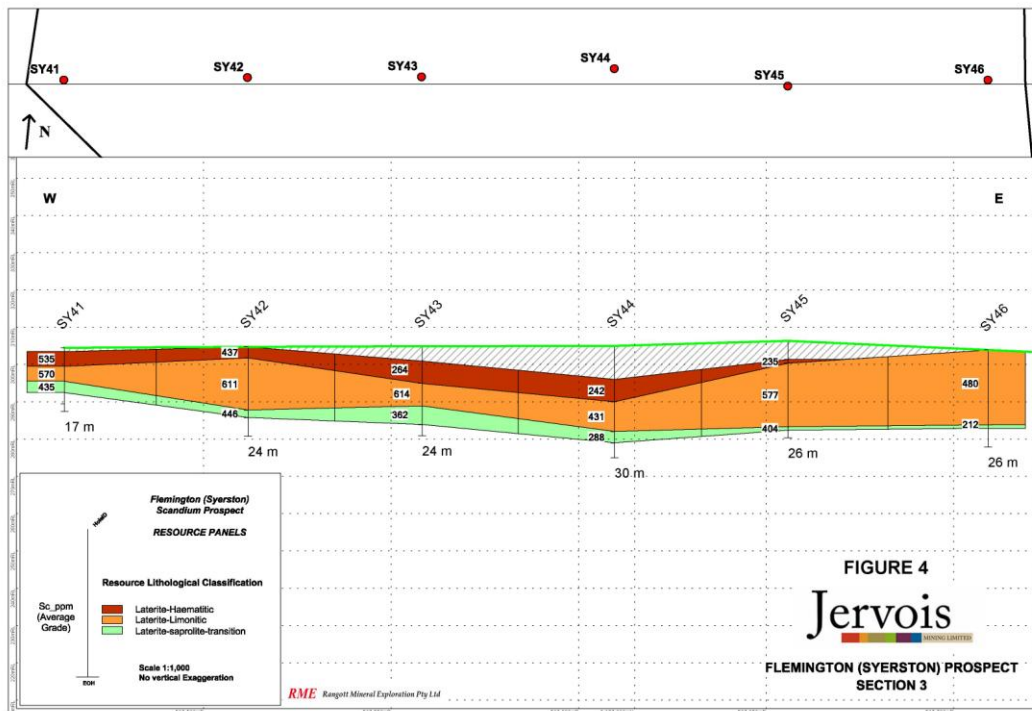 SY41
SY42
SY43
SY44
SY45
SY46
N
W
E
SY41
SY42
SY43
SY44
SY45
SY46
535
570
435
437
611
446
264
614
362
242
431
288
235
577
404
480
212
17 m
24 m
24 m
30 m
26 m
26 m
Flemington (Syerston)
Scandium Prospect
RESOURCE PANELS
HoleID
Resource Lithological Classification
Sc_ppm
(Average
Grade)
Laterite-Haematitic
Laterite-Limonitic
Laterite-saprolite-transition
Scale 1:1,000
No vertical Exaggeration
EOH
RME Rangott Mineral Exploration Pty Ltd
FIGURE 4
Jervois
MINING LIMITED
FLEMINGTON (SYERSTON) PROSPECT
SECTION 3